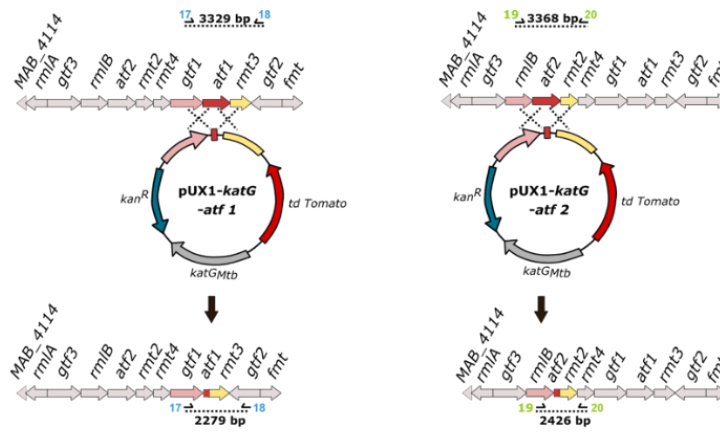 17 3329 bp 18
MAB_4114 rmlA gtf3 rmlB atf2 rmt2 rmt4 gtf1 atf1 rmt3 gtf2 fmt
pUX1-katG
-atf 1
kanR
td Tomato
katGMtb
MAB_4114 rmlA gtf3 rmlB atf2 rmt2 rmt4 gtf1 atf1 rmt3 gtf2 fmt
17 18
2279 bp
19 3368 bp 20
MAB_4114 rmlA gtf3 rmlB atf2 rmt2 rmt4 gtf1 atf1 rmt3 gtf2 fmt
pUX1-katG
-atf 2
kanR
td Tomato
katGMtb
MAB_4114 rmlA gtf3 rmlB atf2 rmt4 gtf1 atf1 rmt3 gtf2 fmt
19 20
2426 bp